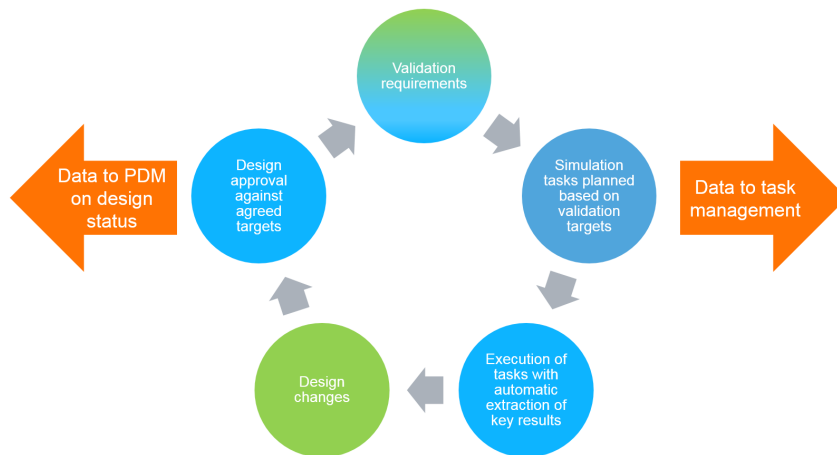 Validation
requirements
Simulation
tasks planned
based on
validation
targets
Data to task
management
Execution of
tasks with
automatic
extraction of
key results
Design
changes
Design
approval
against
agreed
targets
Data to PDM
on design
status